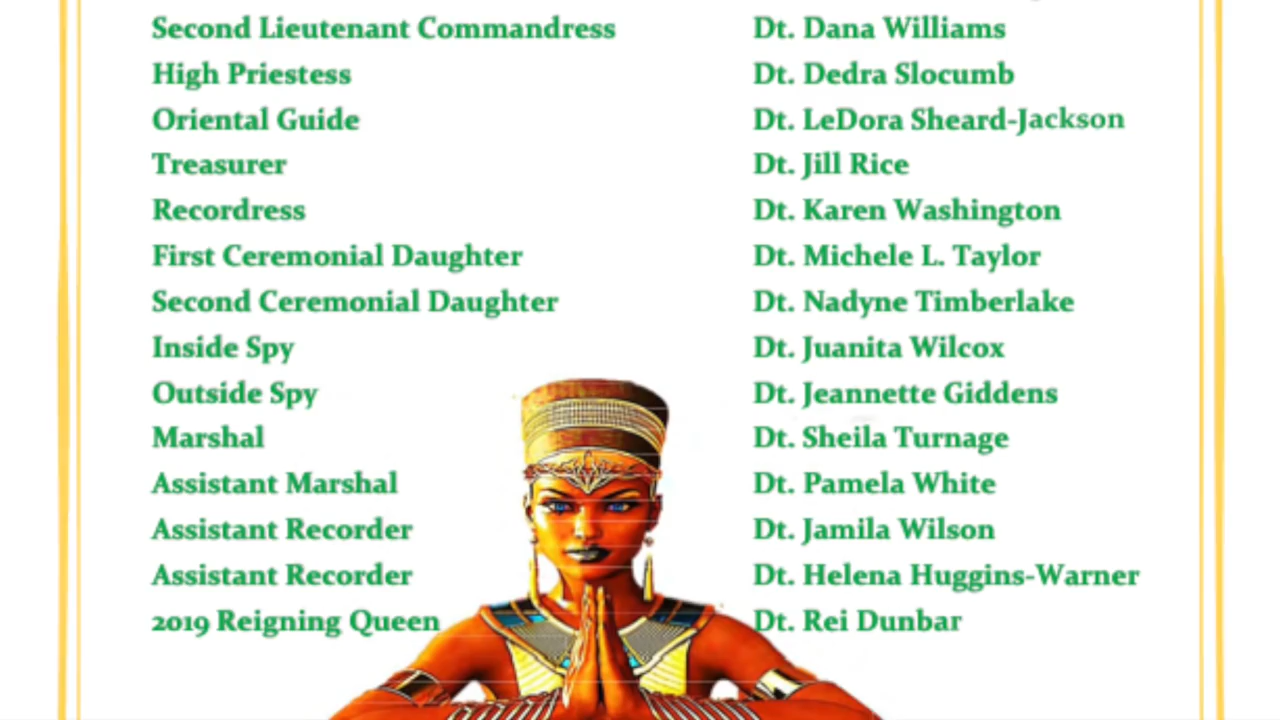 Second Lieutenant Commandress Dt. Dana Williams
High Priestess Dt. Dedra Slocumb
Oriental Guide Dt. LeDora Sheard-Jackson
Treasurer Dt. Jill Rice
Recordress Dt. Karen Washington
First Ceremonial Daughter Dt. Michele L. Taylor
Second Ceremonial Daughter Dt. Nadyne Timberlake
Inside Spy Dt. Juanita Wilcox
Outside Spy Dt. Jeannette Giddens
Marshal Dt. Sheila Turnage
Assistant Marshal Dt. Pamela White
Assistant Recorder Dt. Jamila Wilson
Assistant Recorder Dt. Helena Huggins-Warner
2019 Reigning Queen Dt. Rei Dunbar